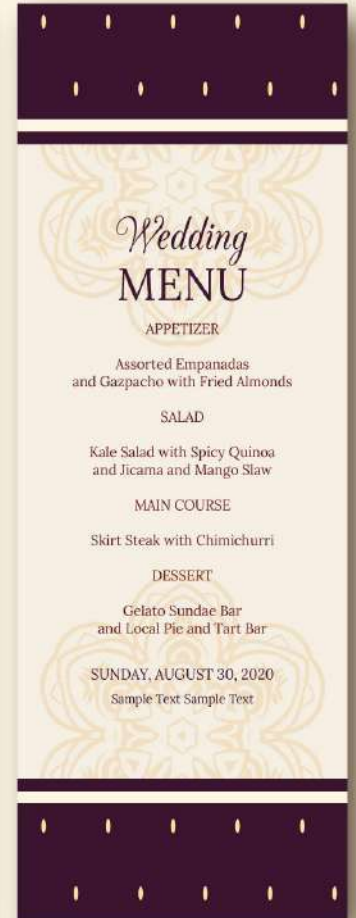 Wedding
MENU
APPETIZER
Assorted Empanadas
and Gazpacho with Fried Almonds
SALAD
Kale Salad with Spicy Quinoa
and Jicama and Mango Slaw
MAIN COURSE
Skirt Steak with Chimichurri
DESSERT
Gelato Sundae Bar
and Local Pie and Tart Bar
SUNDAY, AUGUST 30, 2020
Sample Text Sample Text